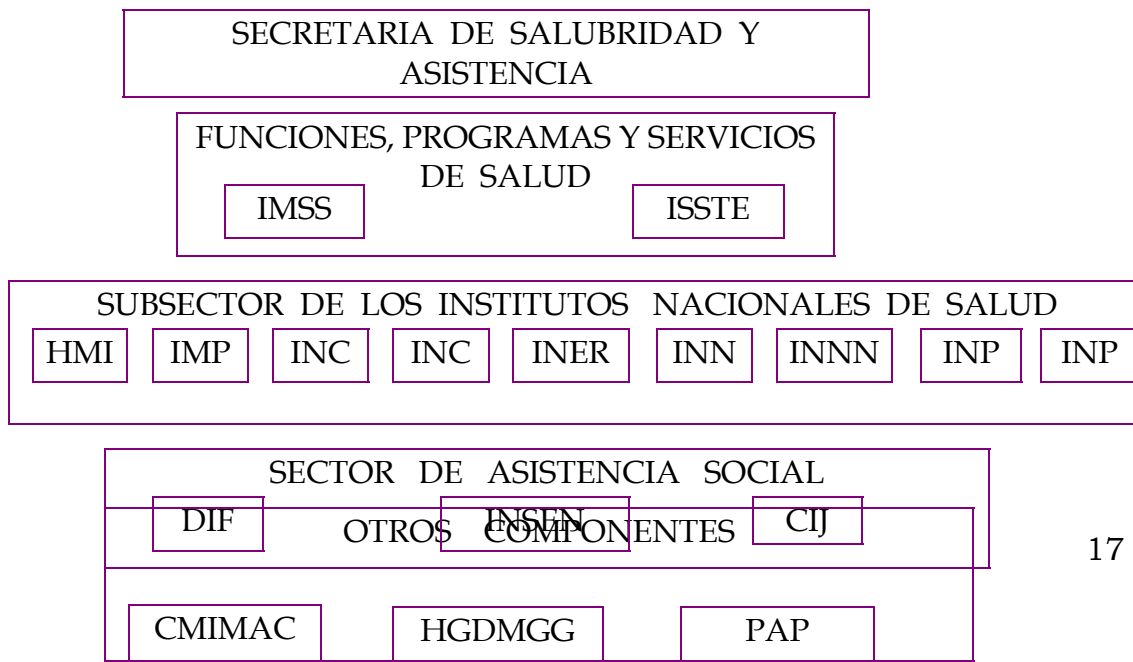 SECRETARIA DE SALUBRIDAD Y
ASISTENCIA
FUNCIONES, PROGRAMAS Y SERVICIOS
DE SALUD
IMSS ISSTE
SUBSECTOR DE LOS INSTITUTOS NACIONALES DE SALUD
HMI IMP INC INC INER INN INNN INP INP
SECTOR DE ASISTENCIA SOCIAL
DIF INSEN CIJ
OTROS COMPONENTES
17
CMIMAC HGDMGG PAP